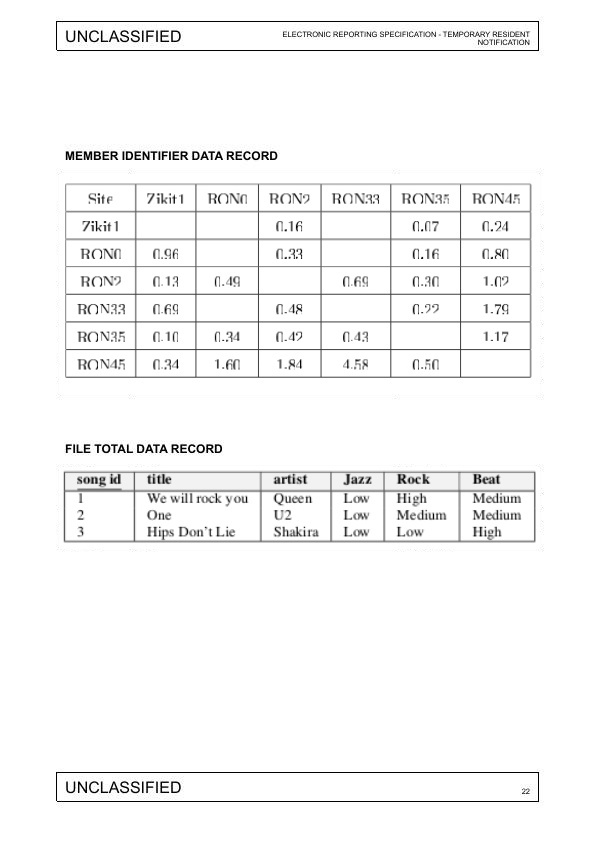 UNCLASSIFIED
ELECTRONIC REPORTING SPECIFICATION - TEMPORARY RESIDENT
NOTIFICATION
MEMBER IDENTIFIER DATA RECORD
Site Zikit1 RON0 RON2 RON33 RON35 RON45
Zikit1 0.16 0.07 0.24
RON0 0.96 0.33 0.16 0.80
RON2 0.13 0.49 0.69 0.30 1.02
RON33 0.69 0.48 0.22 1.79
RON35 0.10 0.34 0.42 0.43 1.17
RON45 0.34 1.60 1.84 4.58 0.50
FILE TOTAL DATA RECORD
song id title artist Jazz Rock Beat
1 We will rock you Queen Low High Medium
2 One U2 Low Medium Medium
3 Hips Don't Lie Shakira Low Low High
UNCLASSIFIED
22